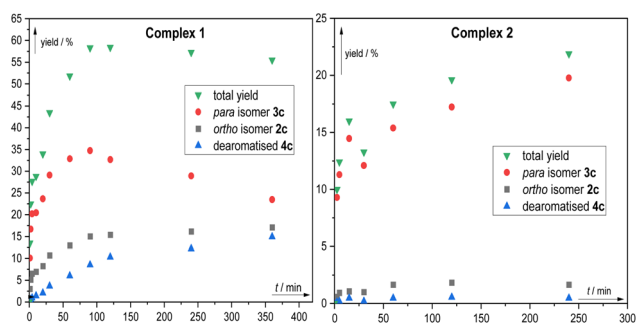 Complex 1
yield / %
total yield
para isomer 3c
ortho isomer 2c
dearomatised 4c
t / min
65
60
55
50
45
40
35
30
25
20
15
10
5
0
0 50 100 150 200 250 300 350 400
Complex 2
yield / %
total yield
para isomer 3c
ortho isomer 2c
dearomatised 4c
t / min
25
20
15
10
5
0
0 50 100 150 200 250 300